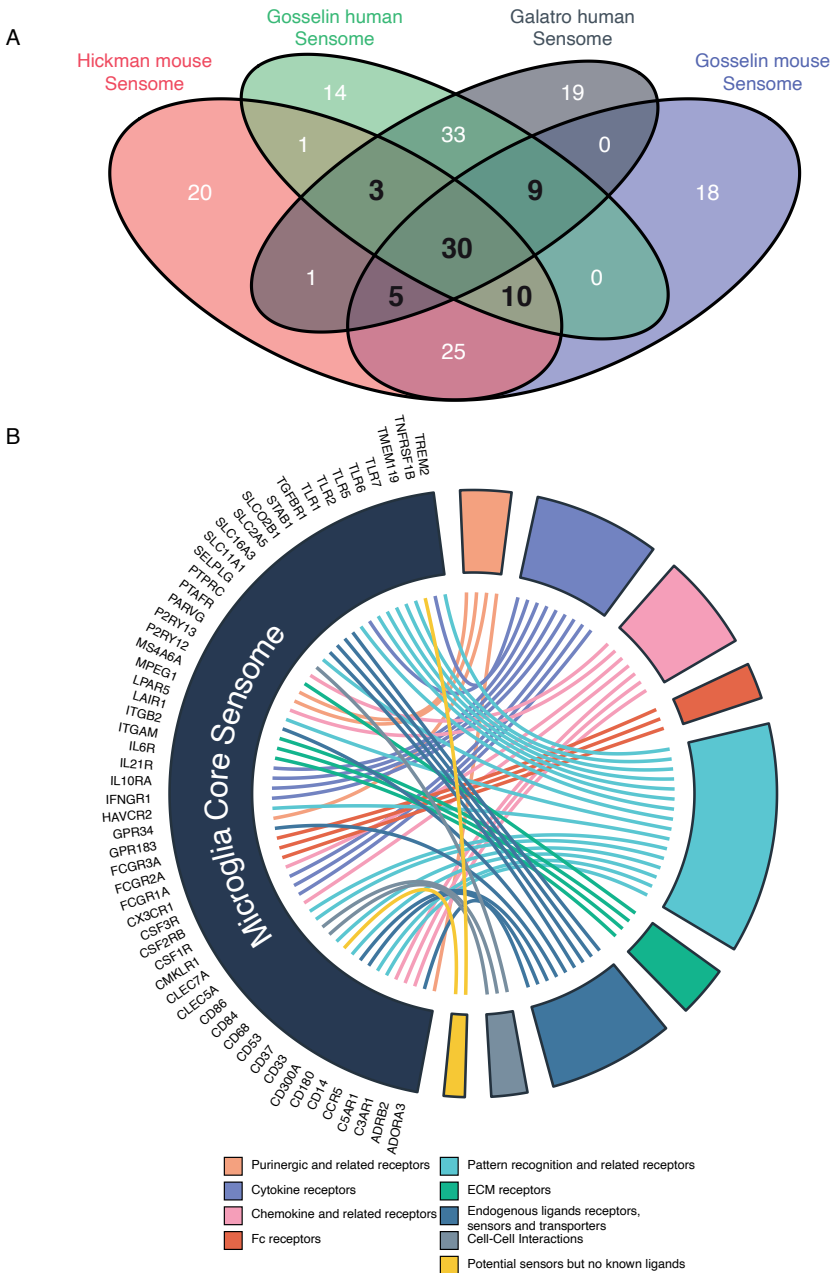 A
Gosselin human
Sensome
Galatro human
Sensome
Hickman mouse
Sensome
Gosselin mouse
Sensome
14
19
1
33
0
20
3
9
18
30
1
5
10
0
25
B
TREM2
TNFRSF1B
TMEM119
TLR7
TLR6
TLR5
TLR2
TLR1
TGFBR1
STAB1
SLCO2B1
SLC2A5
SLC16A3
SLC11A1
SELPLG
PTPRC
PTAFR
PARVG
P2RY13
P2RY12
MS4A6A
MPEG1
LPAR5
LAIR1
ITGB2
ITGAM
IL6R
IL21R
IL10RA
IFNGR1
HAVCR2
GPR34
GPR183
FCGR3A
FCGR2A
FCGR1A
CX3CR1
CSF3R
CSF2RB
CSF1R
CMKLR1
CLEC7A
CLEC5A
CD86
CD84
CD68
CD53
CD37
CD33
CD300A
CD180
CD14
CCR5
C5AR1
C3AR1
ADRB2
ADORA3
Microglia Core Sensome
Purinergic and related receptors
Cytokine receptors
Chemokine and related receptors
Fc receptors
Pattern recognition and related receptors
ECM receptors
Endogenous ligands receptors,
sensors and transporters
Cell-Cell Interactions
Potential sensors but no known ligands